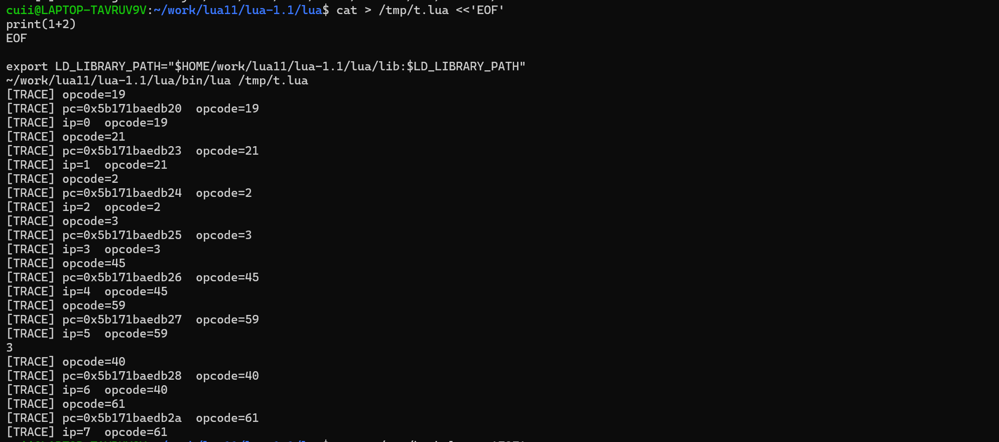 cuii@LAPTOP-TAVRUV9V:~/work/lua11/lua-1.1/lua$ cat > /tmp/t.lua <<'EOF'
print(1+2)
EOF
export LD_LIBRARY_PATH="$HOME/work/lua11/lua-1.1/lua/lib:$LD_LIBRARY_PATH"
~/work/lua11/lua-1.1/lua/bin/lua /tmp/t.lua
[TRACE] opcode=19
[TRACE] pc=0x5b171baedb20  opcode=19
[TRACE] ip=0  opcode=19
[TRACE] opcode=21
[TRACE] pc=0x5b171baedb23  opcode=21
[TRACE] ip=1  opcode=21
[TRACE] opcode=2
[TRACE] pc=0x5b171baedb24  opcode=2
[TRACE] ip=2  opcode=2
[TRACE] opcode=3
[TRACE] pc=0x5b171baedb25  opcode=3
[TRACE] ip=3  opcode=3
[TRACE] opcode=45
[TRACE] pc=0x5b171baedb26  opcode=45
[TRACE] ip=4  opcode=45
[TRACE] opcode=59
[TRACE] pc=0x5b171baedb27  opcode=59
[TRACE] ip=5  opcode=59
3
[TRACE] opcode=40
[TRACE] pc=0x5b171baedb28  opcode=40
[TRACE] ip=6  opcode=40
[TRACE] opcode=61
[TRACE] pc=0x5b171baedb2a  opcode=61
[TRACE] ip=7  opcode=61